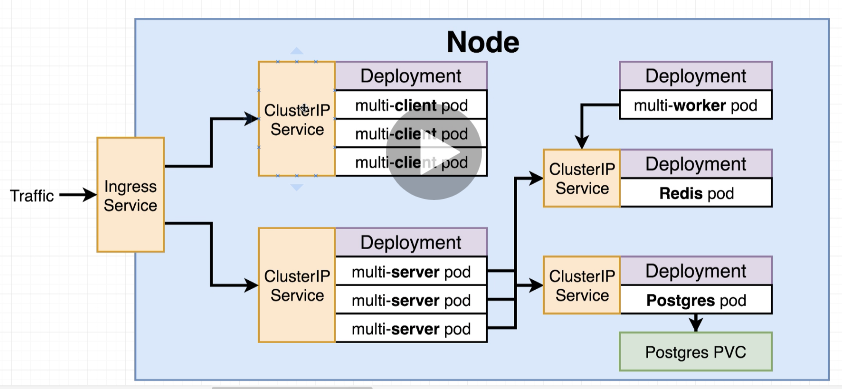 Node
Traffic
Ingress
Service
ClusterIP
Service
Deployment
multi-client pod
multi-client pod
multi-client pod
ClusterIP
Service
Deployment
multi-server pod
multi-server pod
multi-server pod
Deployment
multi-worker pod
ClusterIP
Service
Deployment
Redis pod
ClusterIP
Service
Deployment
Postgres pod
Postgres PVC